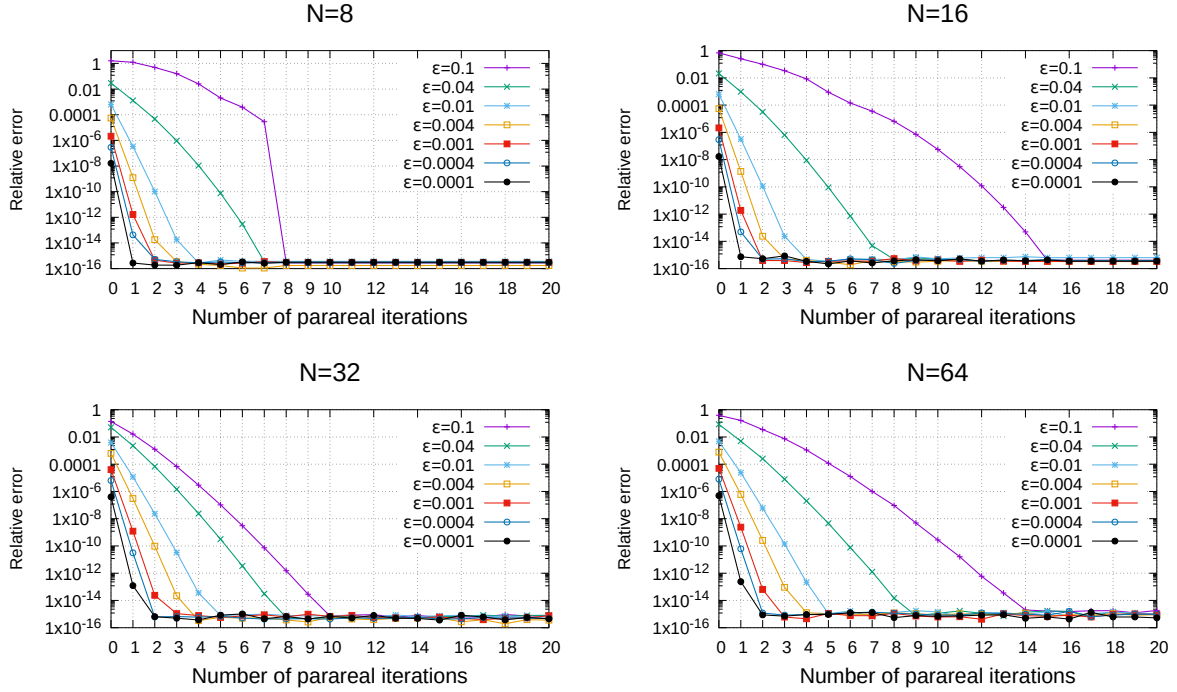 N=8
1
0.01
0.0001
1x10-6
1x10-8
1x10-10
1x10-12
1x10-14
1x10-16
Relative error
0 1 2 3 4 5 6 7 8 9 10 12 14 16 18 20
Number of parareal iterations
ε=0.1
ε=0.04
ε=0.01
ε=0.004
ε=0.001
ε=0.0004
ε=0.0001
N=16
1
0.01
0.0001
1x10-6
1x10-8
1x10-10
1x10-12
1x10-14
1x10-16
Relative error
0 1 2 3 4 5 6 7 8 9 10 12 14 16 18 20
Number of parareal iterations
ε=0.1
ε=0.04
ε=0.01
ε=0.004
ε=0.001
ε=0.0004
ε=0.0001
N=32
1
0.01
0.0001
1x10-6
1x10-8
1x10-10
1x10-12
1x10-14
1x10-16
Relative error
0 1 2 3 4 5 6 7 8 9 10 12 14 16 18 20
Number of parareal iterations
ε=0.1
ε=0.04
ε=0.01
ε=0.004
ε=0.001
ε=0.0004
ε=0.0001
N=64
1
0.01
0.0001
1x10-6
1x10-8
1x10-10
1x10-12
1x10-14
1x10-16
Relative error
0 1 2 3 4 5 6 7 8 9 10 12 14 16 18 20
Number of parareal iterations
ε=0.1
ε=0.04
ε=0.01
ε=0.004
ε=0.001
ε=0.0004
ε=0.0001